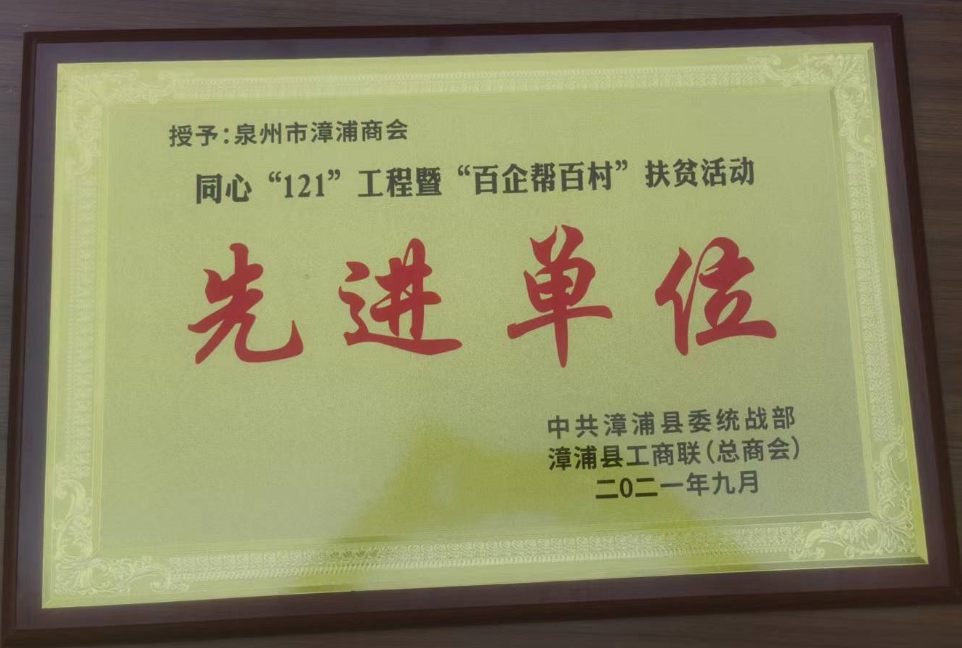 授予：泉州市漳浦商会
同心“121”工程暨“百企帮百村”扶贫活动
先进单位
中共漳浦县委统战部
漳浦县工商联（总商会）
二0二一年九月